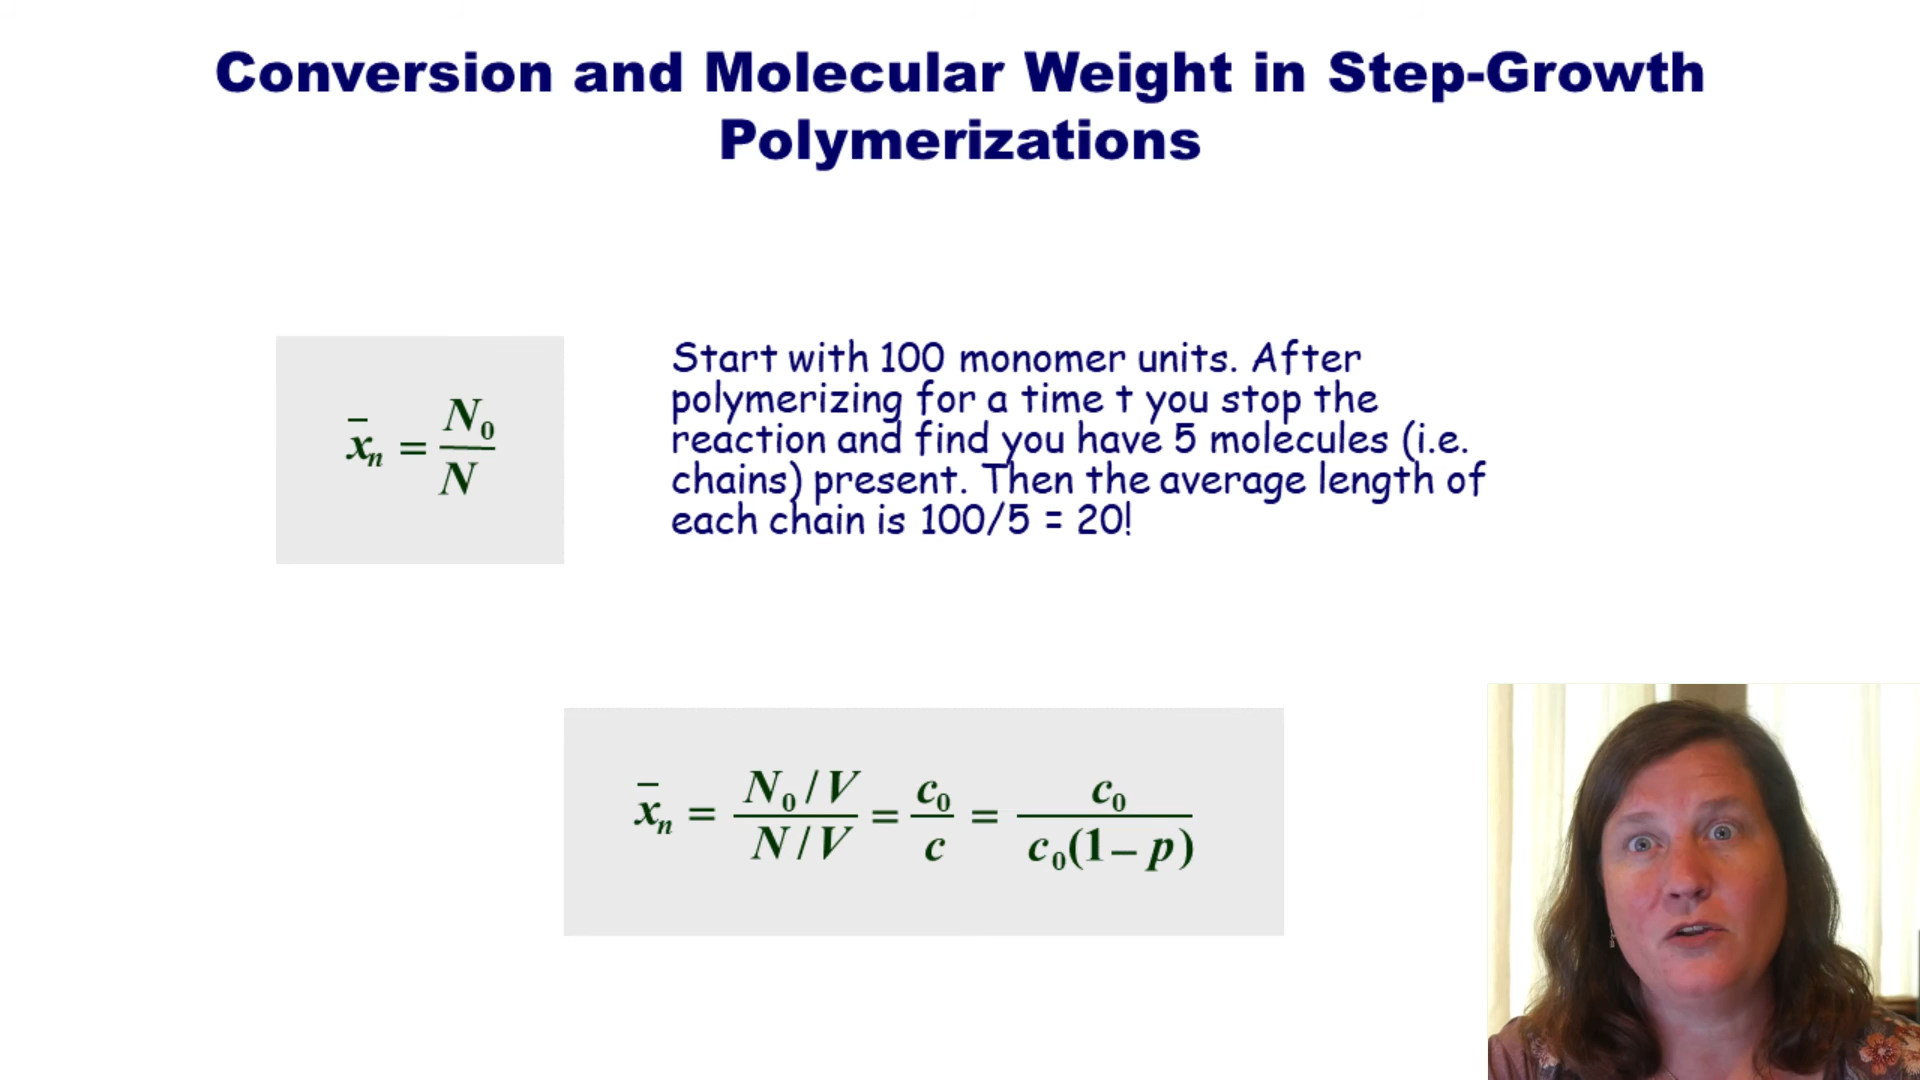 Conversion and Molecular Weight in Step-Growth
Polymerizations
x̄ₙ = N₀ / N
Start with 100 monomer units. After
polymerizing for a time t you stop the
reaction and find you have 5 molecules (i.e.
chains) present. Then the average length of
each chain is 100/5 = 20!
x̄ₙ = (N₀ / V) / (N / V) = c₀ / c = c₀ / (c₀(1 – p))